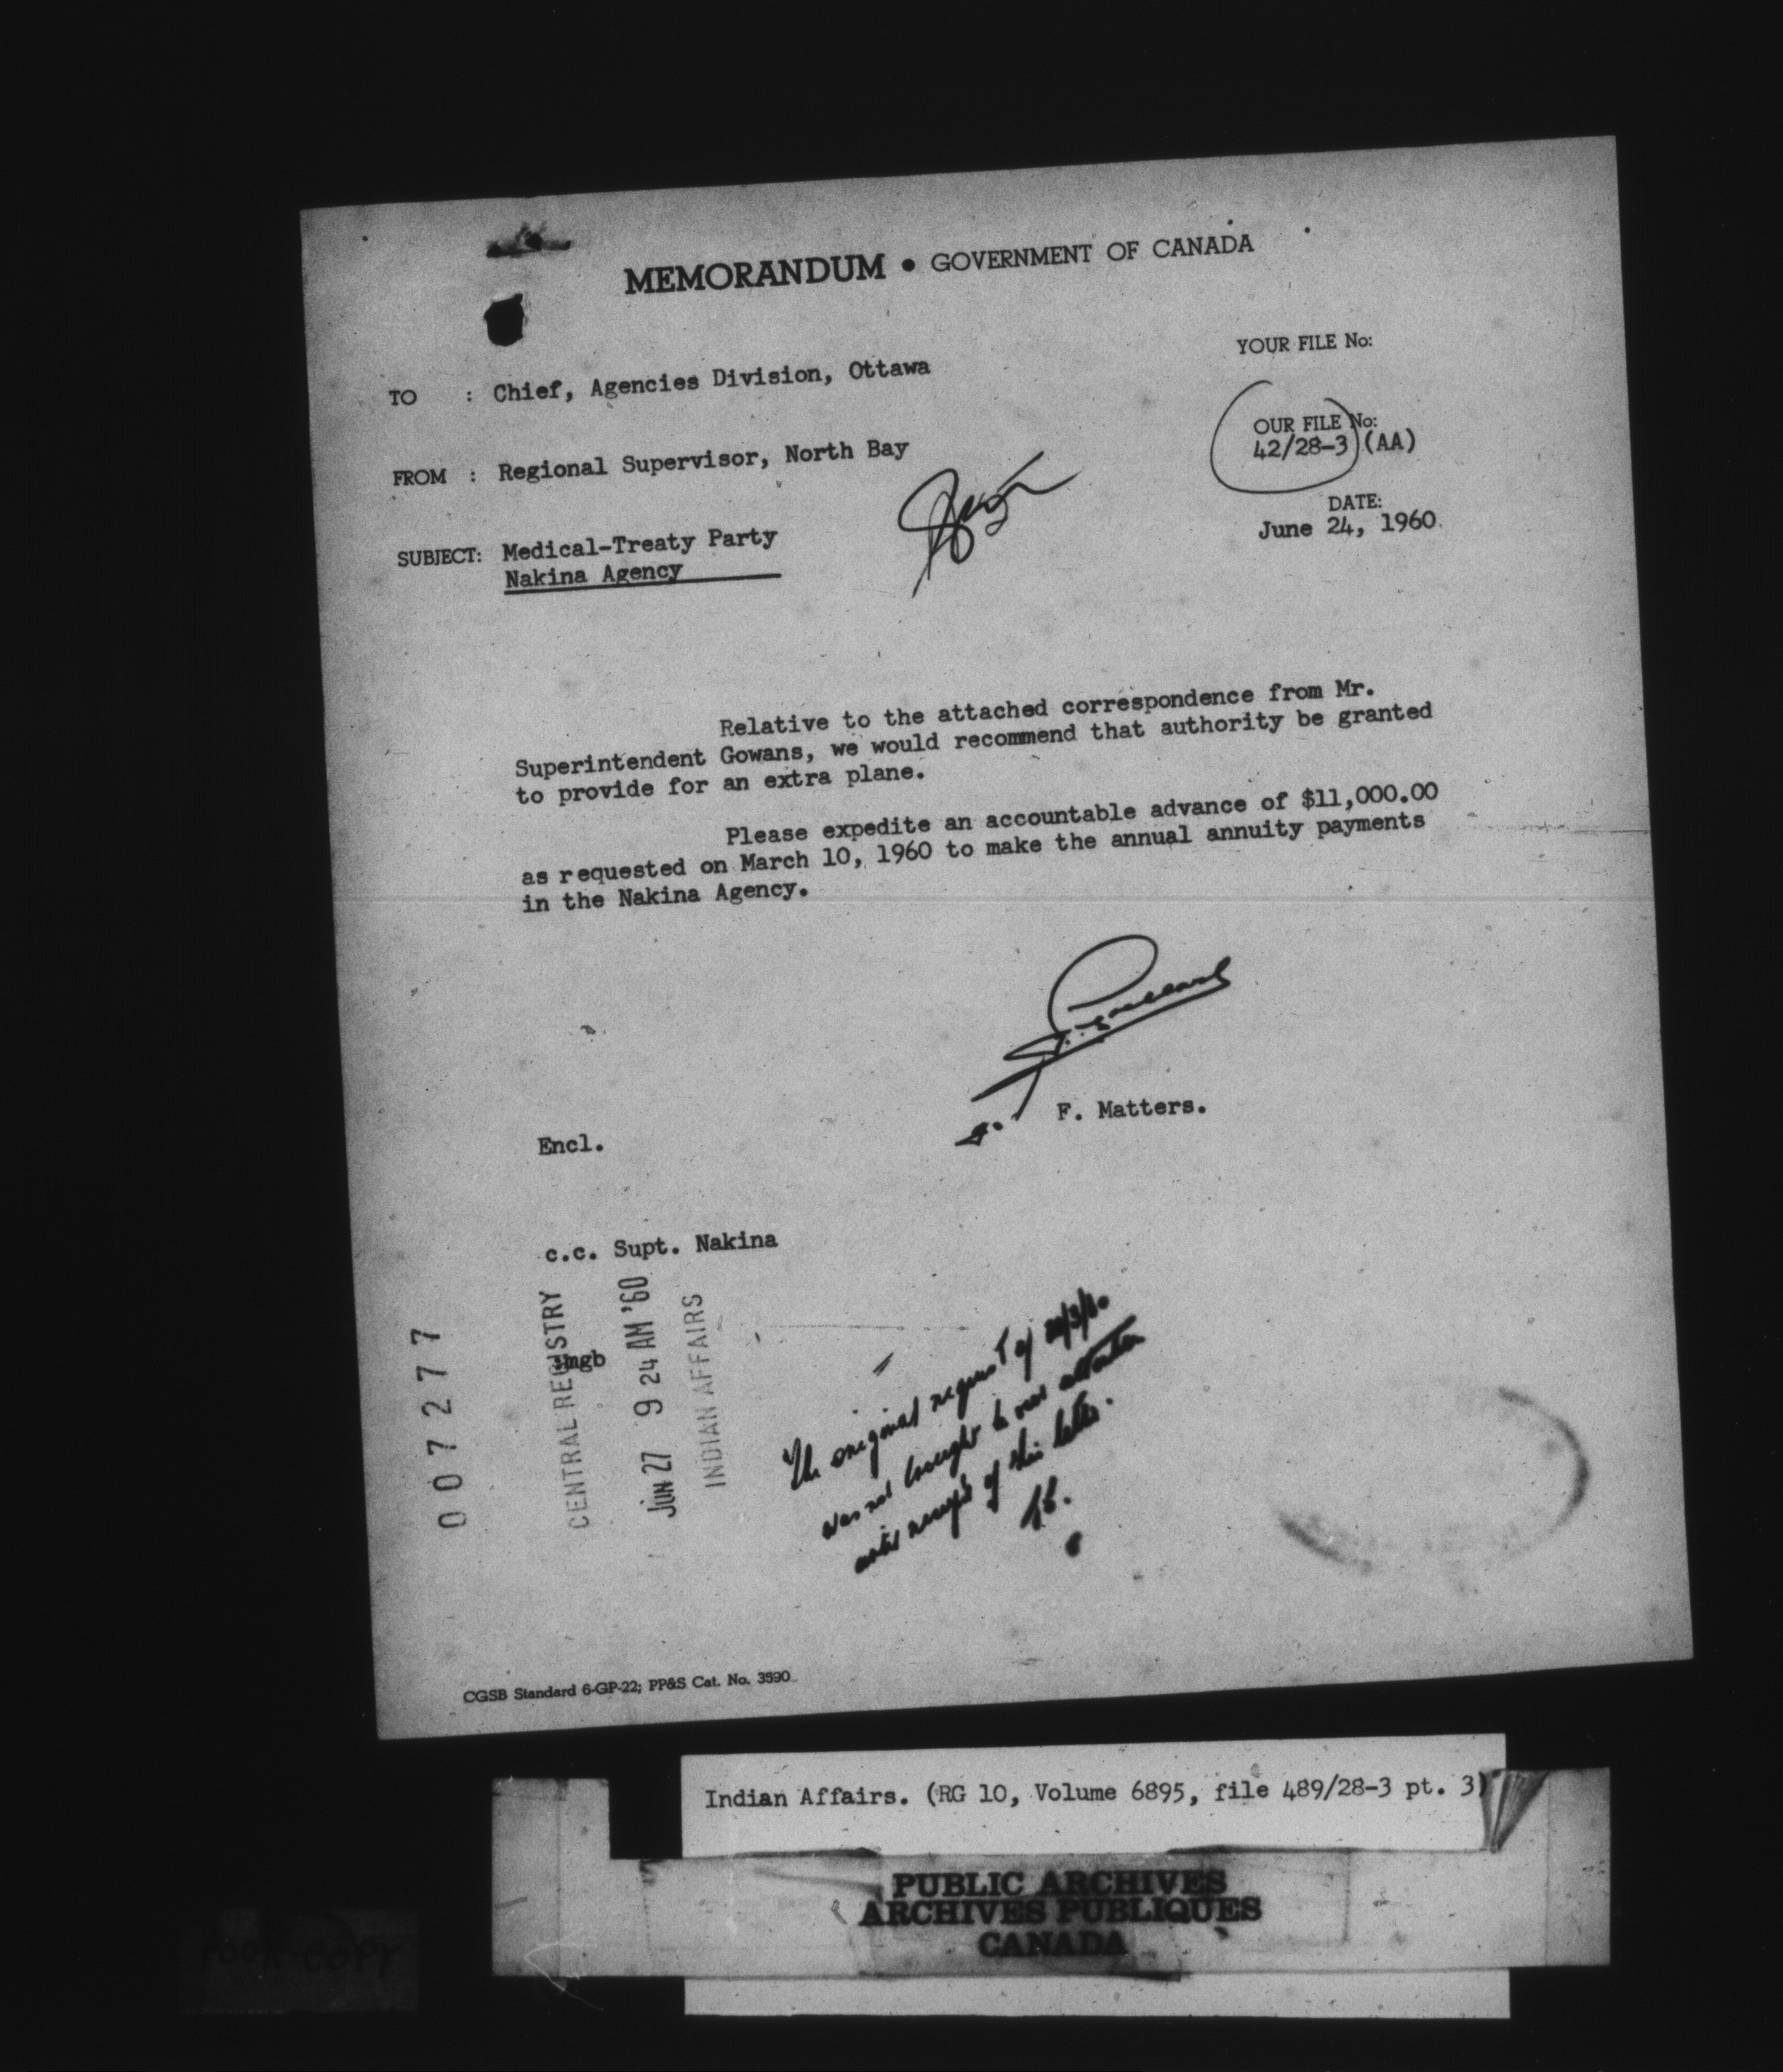 MEMORANDUM • GOVERNMENT OF CANADA
YOUR FILE No:
TO : Chief, Agencies Division, Ottawa
OUR FILE No:
42/28-3 (AA)
FROM : Regional Supervisor, North Bay
DATE:
June 24, 1960.
SUBJECT: Medical-Treaty Party
Nakina Agency
Relative to the attached correspondence from Mr.
Superintendent Gowans, we would recommend that authority be granted
to provide for an extra plane.
Please expedite an accountable advance of $11,000.00
as requested on March 10, 1960 to make the annual annuity payments
in the Nakina Agency.
F. Matters.
Encl.
c.c. Supt. Nakina
:mgb
007277
CENTRAL REGISTRY
JUN 27 9 24 AM '60
INDIAN AFFAIRS
The original request of
was not brought to our attention
until receipt of this letter.
CGSB Standard 6-GP-22; PP&S Cat. No. 3590
Indian Affairs. (RG 10, Volume 6895, file 489/28-3 pt. 3)
PUBLIC ARCHIVES
ARCHIVES PUBLIQUES
CANADA
POOR COPY